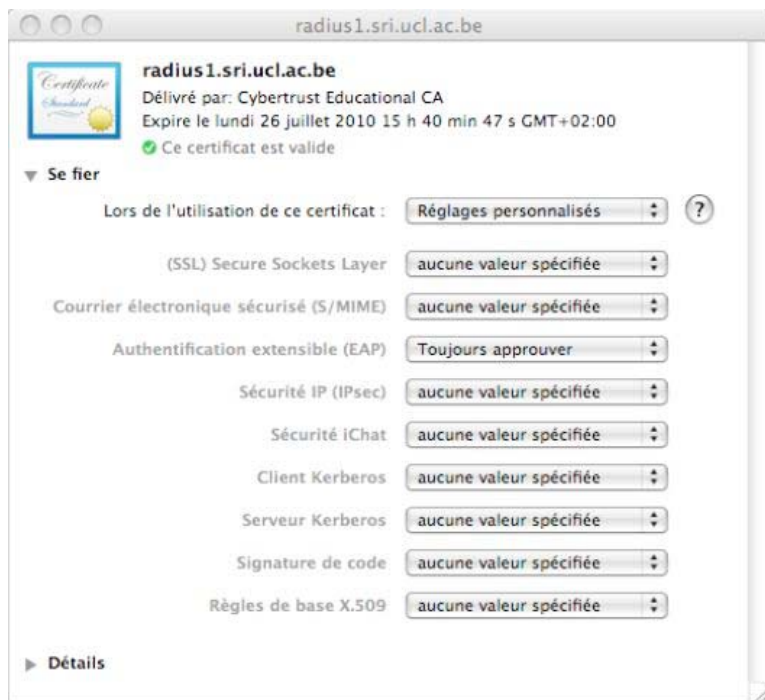 radius1.sri.ucl.ac.be
Certificate
Standard
radius1.sri.ucl.ac.be
Délivré par: Cybertrust Educational CA
Expire le lundi 26 juillet 2010 15 h 40 min 47 s GMT+02:00
Ce certificat est valide
Se fier
Lors de l'utilisation de ce certificat : Réglages personnalisés ?
(SSL) Secure Sockets Layer aucune valeur spécifiée
Courrier électronique sécurisé (S/MIME) aucune valeur spécifiée
Authentification extensible (EAP) Toujours approuver
Sécurité IP (IPsec) aucune valeur spécifiée
Sécurité iChat aucune valeur spécifiée
Client Kerberos aucune valeur spécifiée
Serveur Kerberos aucune valeur spécifiée
Signature de code aucune valeur spécifiée
Règles de base X.509 aucune valeur spécifiée
Détails